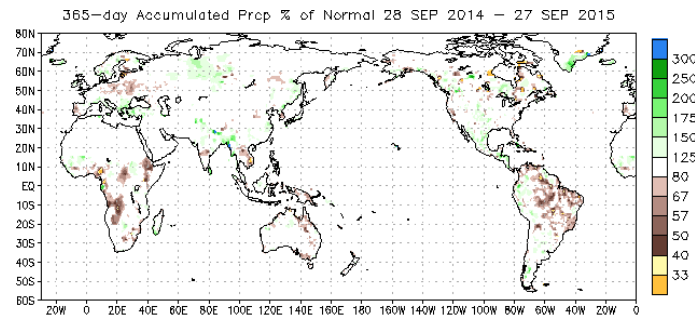 365-day Accumulated Prcp % of Normal 28 SEP 2014 – 27 SEP 2015
80N
70N
60N
50N
40N
30N
20N
10N
EQ
10S
20S
30S
40S
50S
60S
20W 0 20E 40E 60E 80E 100E 120E 140E 160E 180 160W 140W 120W 100W 80W 60W 40W 20W 0
300
250
200
175
150
125
80
67
57
50
40
33